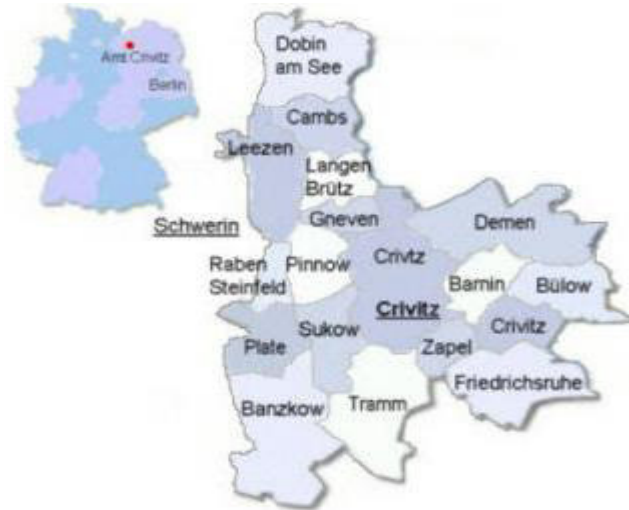 Amt Crivitz
Berlin
Dobin
am See
Cambs
Leezen
Langen
Brütz
Gneven
Schwerin
Demen
Crivtz
Raben
Steinfeld
Pinnow
Barnin
Bülow
Crivitz
Crivitz
Sukow
Plate
Zapel
Friedrichsruhe
Banzkow
Tramm